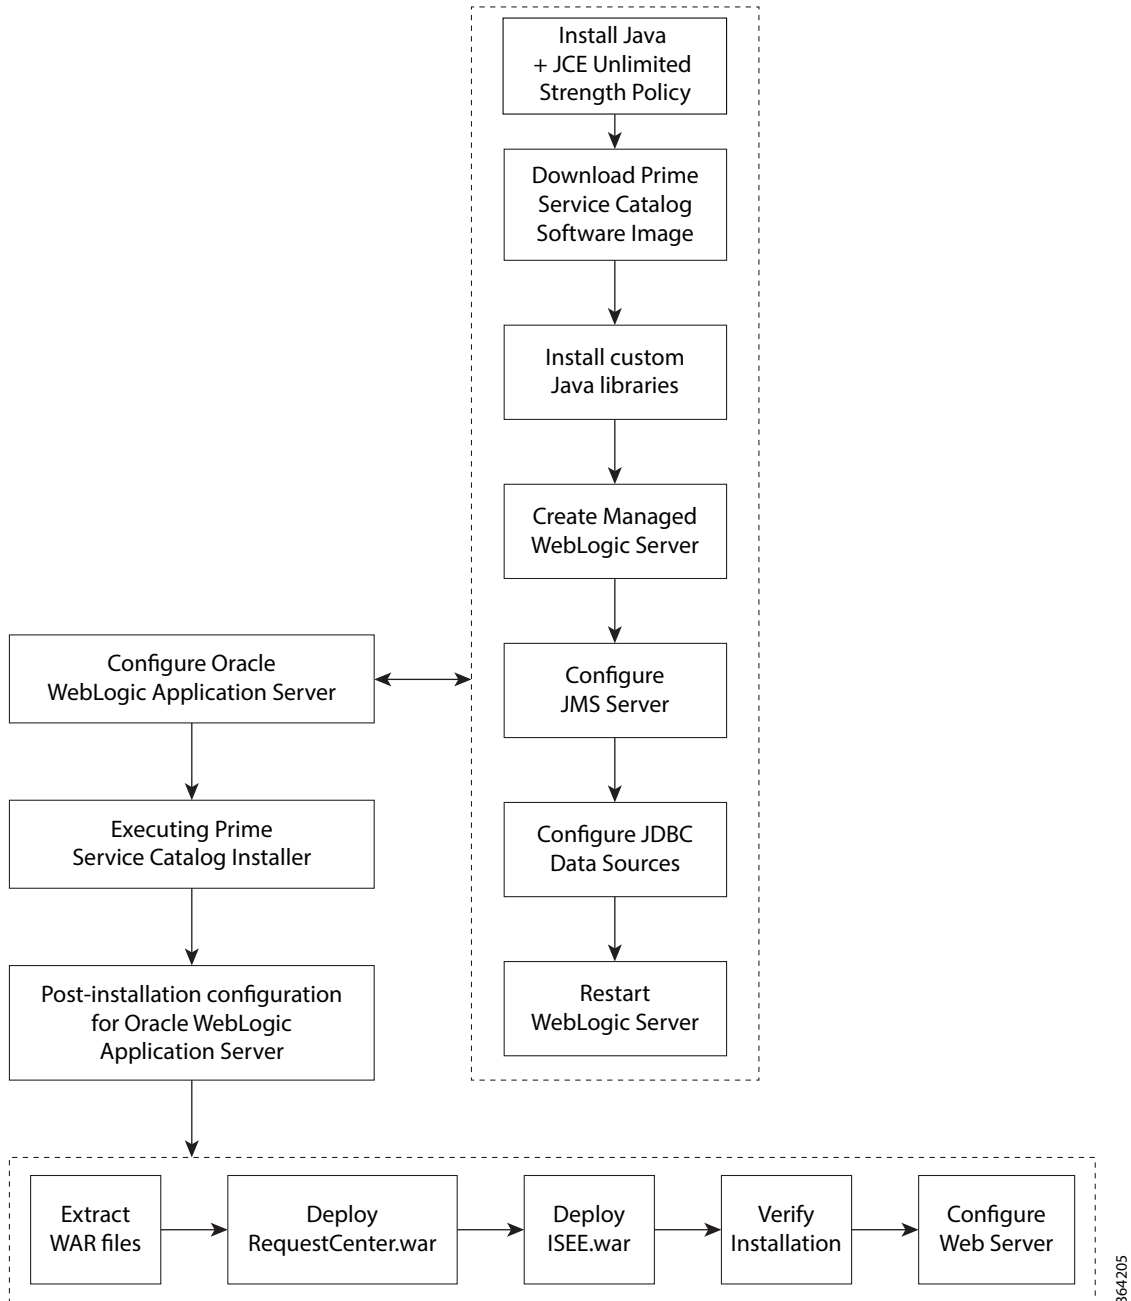 Install Java
+ JCE Unlimited
Strength Policy
Download Prime
Service Catalog
Software Image
Install custom
Java libraries
Create Managed
WebLogic Server
Configure
JMS Server
Configure JDBC
Data Sources
Restart
WebLogic Server
Configure Oracle
WebLogic Application Server
Executing Prime
Service Catalog Installer
Post-installation configuration
for Oracle WebLogic
Application Server
Extract
WAR files
Deploy
RequestCenter.war
Deploy
ISEE.war
Verify
Installation
Configure
Web Server
364205